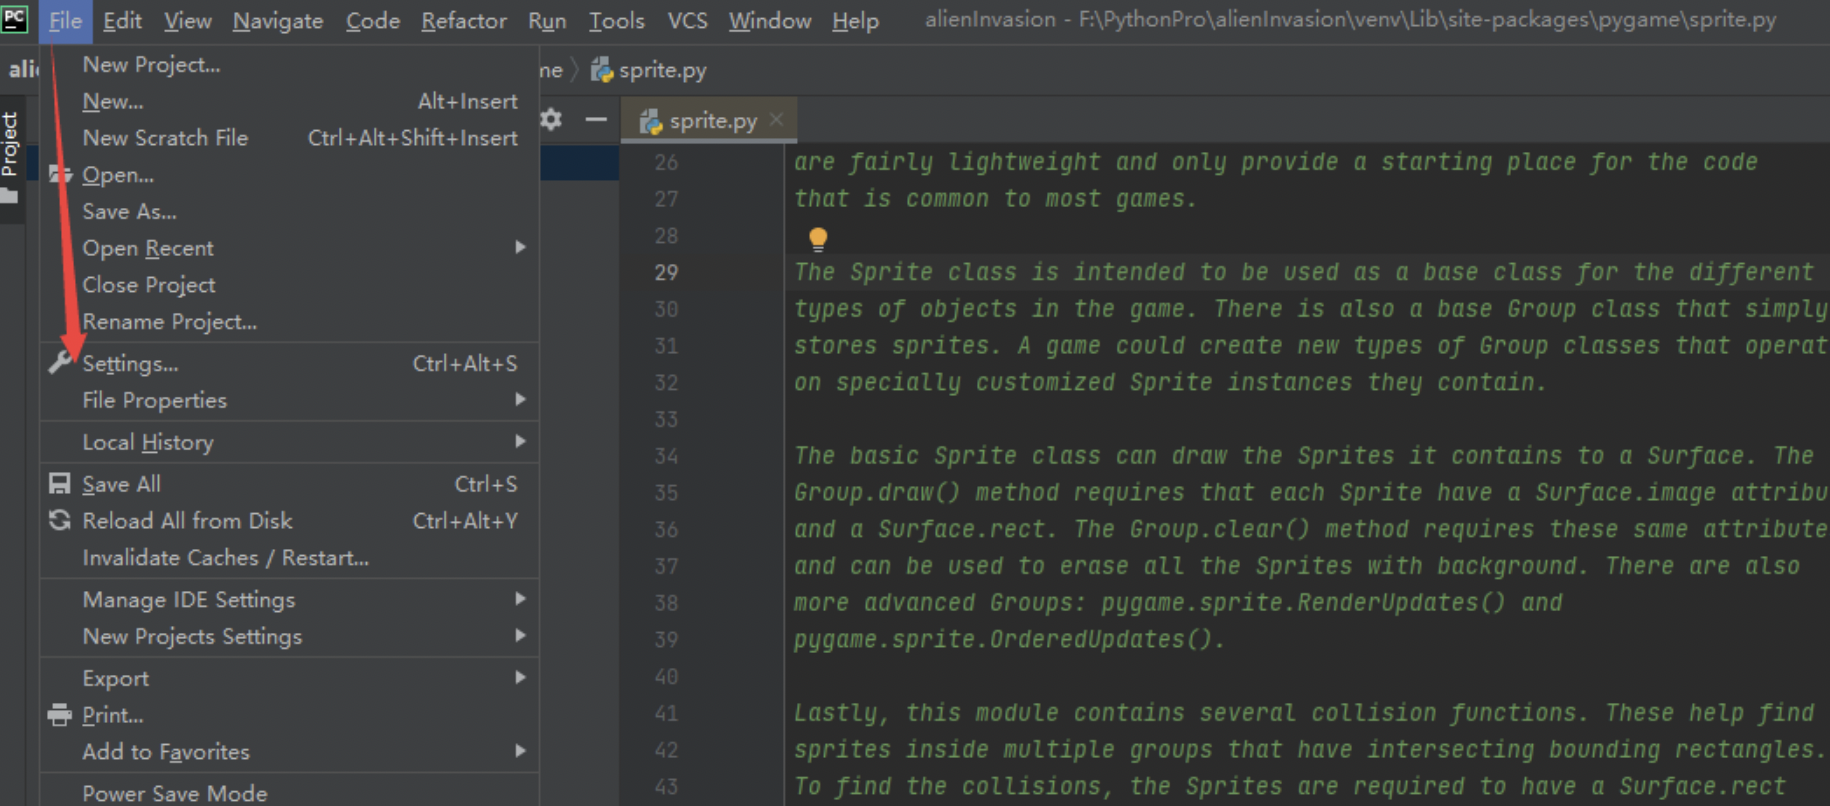 PC File Edit View Navigate Code Refactor Run Tools VCS Window Help alienInvasion - F:\PythonPro\alienInvasion\venv\Lib\site-packages\pygame\sprite.py
me sprite.py
Project
New Project...
New... Alt+Insert
New Scratch File Ctrl+Alt+Shift+Insert
Open...
Save As...
Open Recent
Close Project
Rename Project...
Settings... Ctrl+Alt+S
File Properties
Local History
Save All Ctrl+S
Reload All from Disk Ctrl+Alt+Y
Invalidate Caches / Restart...
Manage IDE Settings
New Projects Settings
Export
Print...
Add to Favorites
Power Save Mode
sprite.py
26 are fairly lightweight and only provide a starting place for the code
27 that is common to most games.
28
29 The Sprite class is intended to be used as a base class for the different
30 types of objects in the game. There is also a base Group class that simply
31 stores sprites. A game could create new types of Group classes that operat
32 on specially customized Sprite instances they contain.
33
34 The basic Sprite class can draw the Sprites it contains to a Surface. The
35 Group.draw() method requires that each Sprite have a Surface.image attribu
36 and a Surface.rect. The Group.clear() method requires these same attribute
37 and can be used to erase all the Sprites with background. There are also
38 more advanced Groups: pygame.sprite.RenderUpdates() and
39 pygame.sprite.OrderedUpdates().
40
41 Lastly, this module contains several collision functions. These help find
42 sprites inside multiple groups that have intersecting bounding rectangles.
43 To find the collisions, the Sprites are required to have a Surface.rect